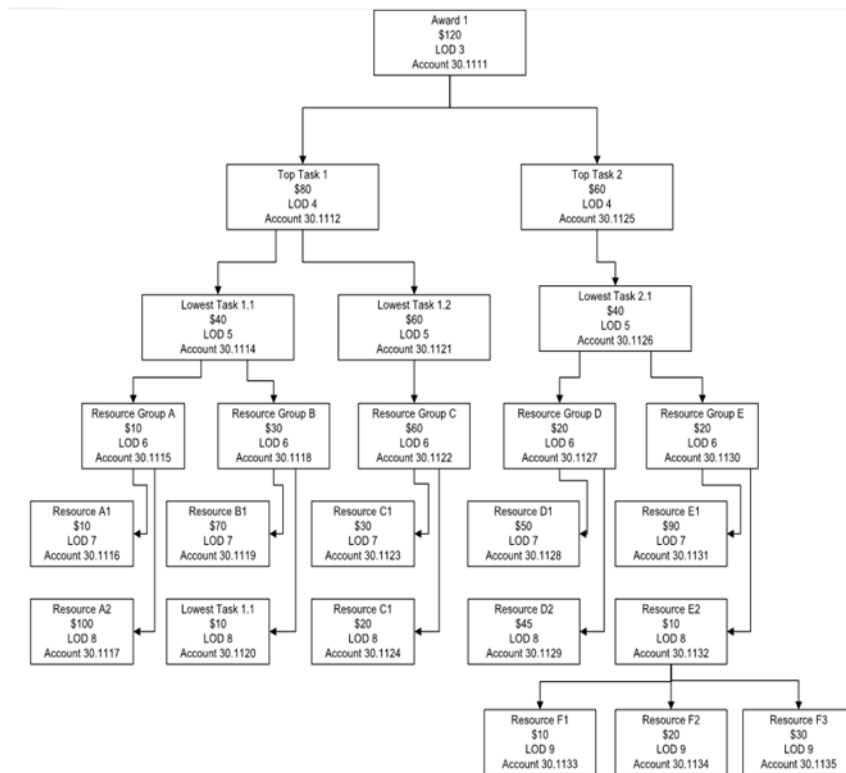 Award 1
$120
LOD 3
Account 30.1111
Top Task 1
$80
LOD 4
Account 30.1112
Top Task 2
$60
LOD 4
Account 30.1125
Lowest Task 1.1
$40
LOD 5
Account 30.1114
Lowest Task 1.2
$60
LOD 5
Account 30.1121
Lowest Task 2.1
$40
LOD 5
Account 30.1126
Resource Group A
$10
LOD 6
Account 30.1115
Resource Group B
$30
LOD 6
Account 30.1118
Resource Group C
$60
LOD 6
Account 30.1122
Resource Group D
$20
LOD 6
Account 30.1127
Resource Group E
$20
LOD 6
Account 30.1130
Resource A1
$10
LOD 7
Account 30.1116
Resource B1
$70
LOD 7
Account 30.1119
Resource C1
$30
LOD 7
Account 30.1123
Resource D1
$50
LOD 7
Account 30.1128
Resource E1
$90
LOD 7
Account 30.1131
Resource A2
$100
LOD 8
Account 30.1117
Lowest Task 1.1
$10
LOD 8
Account 30.1120
Resource C1
$20
LOD 8
Account 30.1124
Resource D2
$45
LOD 8
Account 30.1129
Resource E2
$10
LOD 8
Account 30.1132
Resource F1
$10
LOD 9
Account 30.1133
Resource F2
$20
LOD 9
Account 30.1134
Resource F3
$30
LOD 9
Account 30.1135